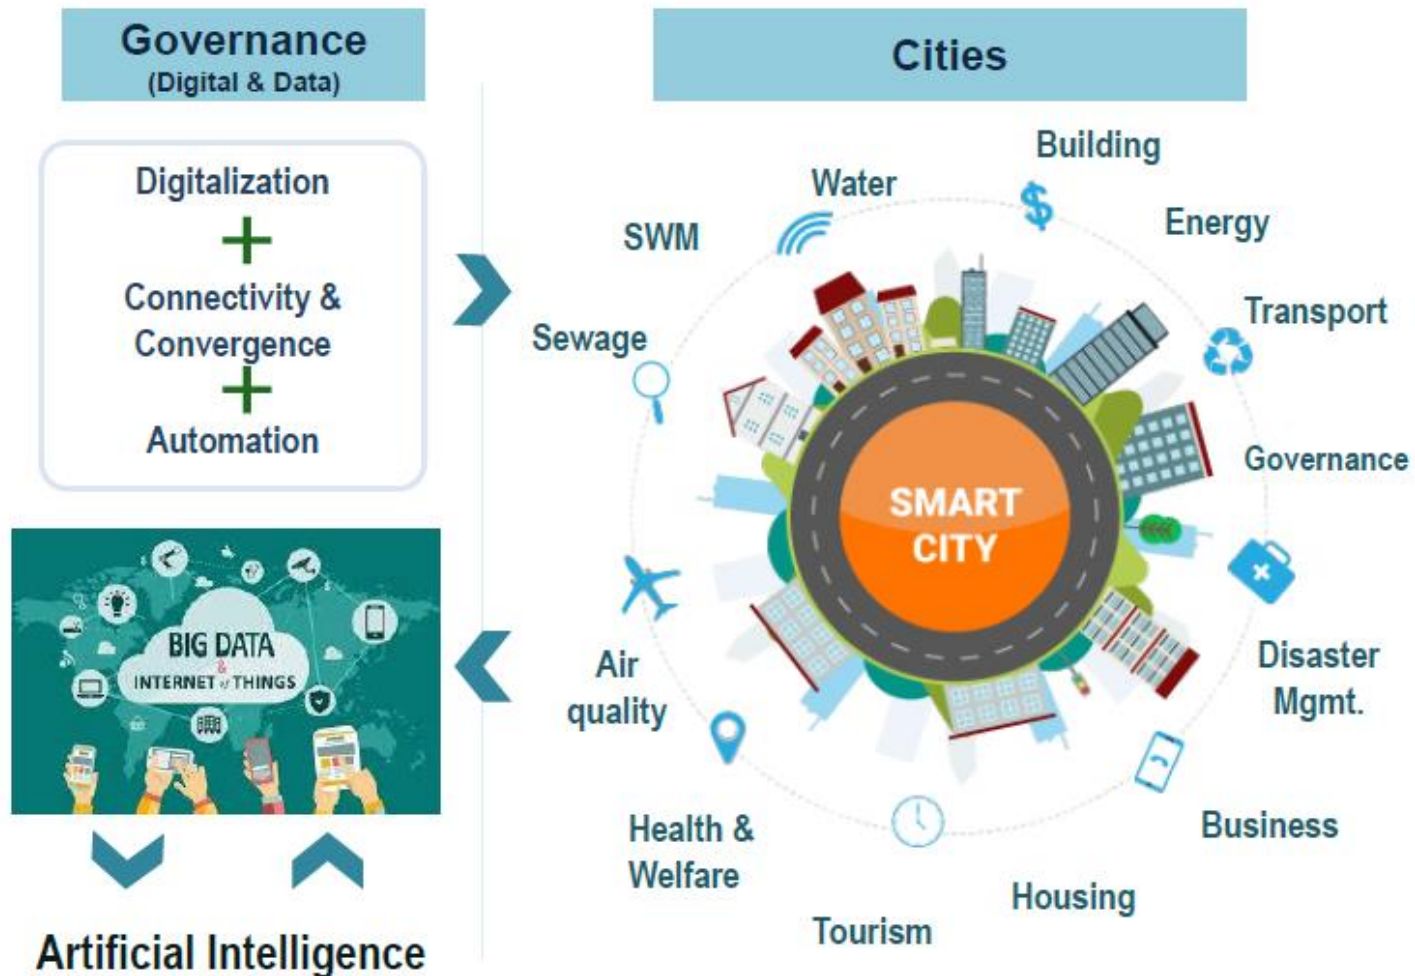 Governance
(Digital & Data)
Digitalization
+
Connectivity &
Convergence
+
Automation
BIG DATA
&
INTERNET of THINGS
Artificial Intelligence
Cities
Building
Water
Energy
SWM
Transport
Sewage
Governance
SMART
CITY
Air
quality
Disaster
Mgmt.
Health &
Welfare
Business
Housing
Tourism